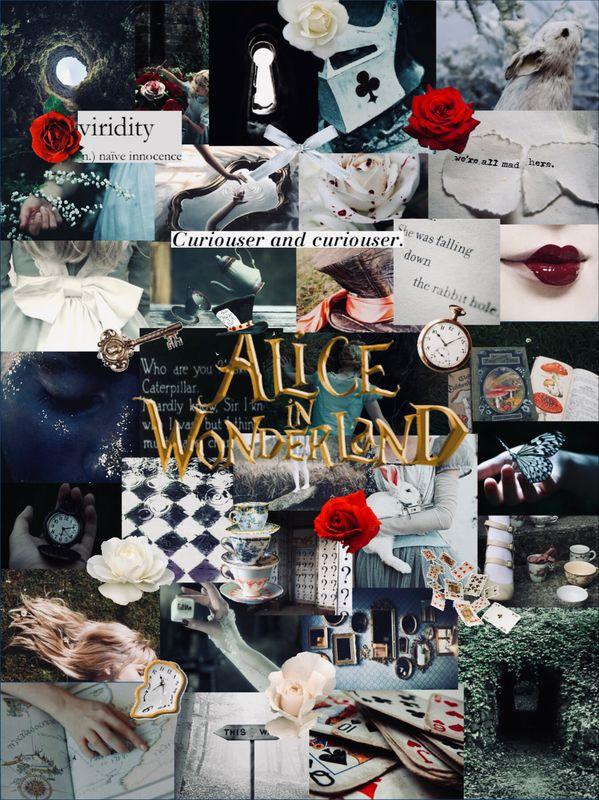 viridity
n.) naïve innocence
we're all mad here.
Curiouser and curiouser.
She was falling
down
the rabbit hole
Who are you
Caterpillar.
ALICE
IN
WONDERLAND
?
?
?
?
THIS W